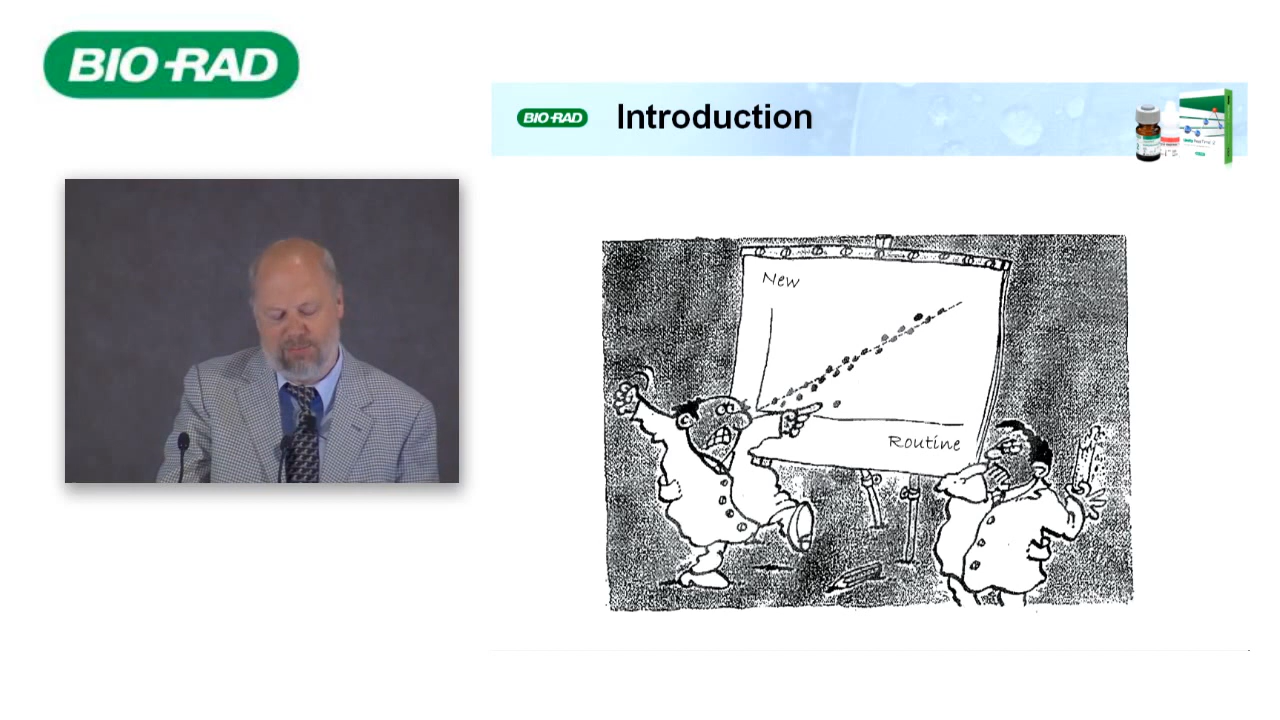 BIO-RAD
BIO-RAD
Introduction
New
Routine